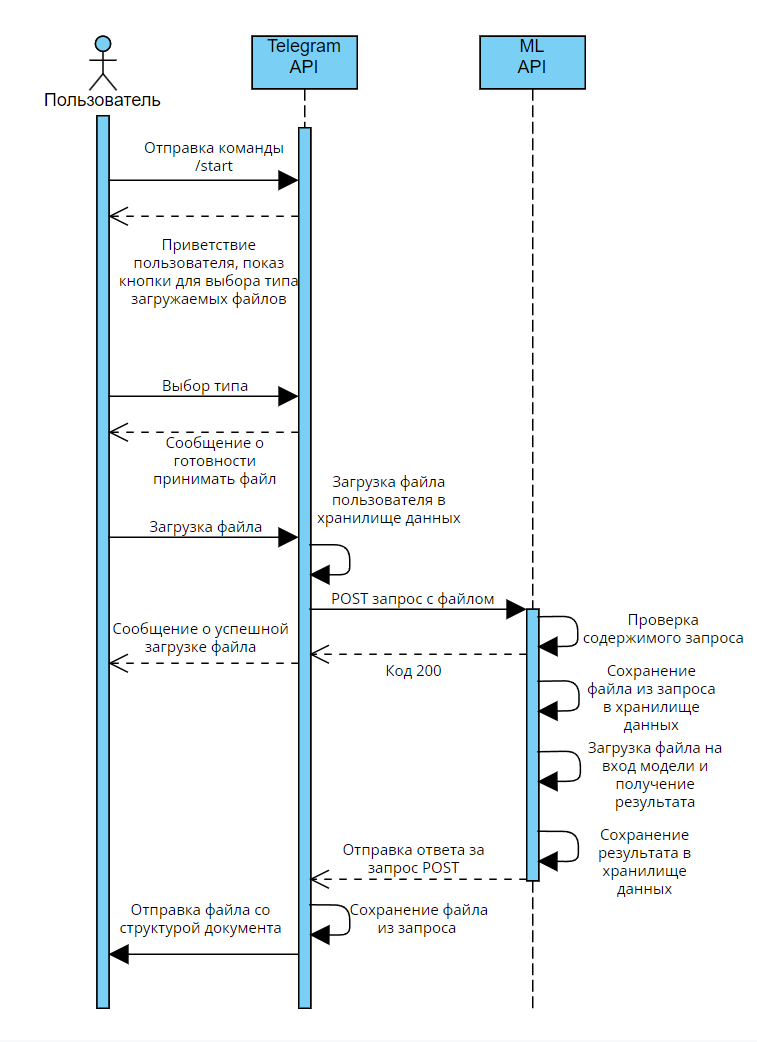 Telegram
API
ML
API
Пользователь
Отправка команды
/start
Приветствие
пользователя, показ
кнопки для выбора типа
загружаемых файлов
Выбор типа
Сообщение о
готовности
принимать файл
Загрузка файла
пользователя в
хранилище данных
Загрузка файла
POST запрос с файлом
Проверка
содержимого запроса
Сообщение о успешной
загрузке файла
Код 200
Сохранение
файла из запроса
в хранилище
данных
Загрузка файла на
вход модели и
получение
результата
Сохранение
результата в
хранилище
данных
Отправка ответа за
запрос POST
Отправка файла со
структурой документа
Сохранение файла
из запроса